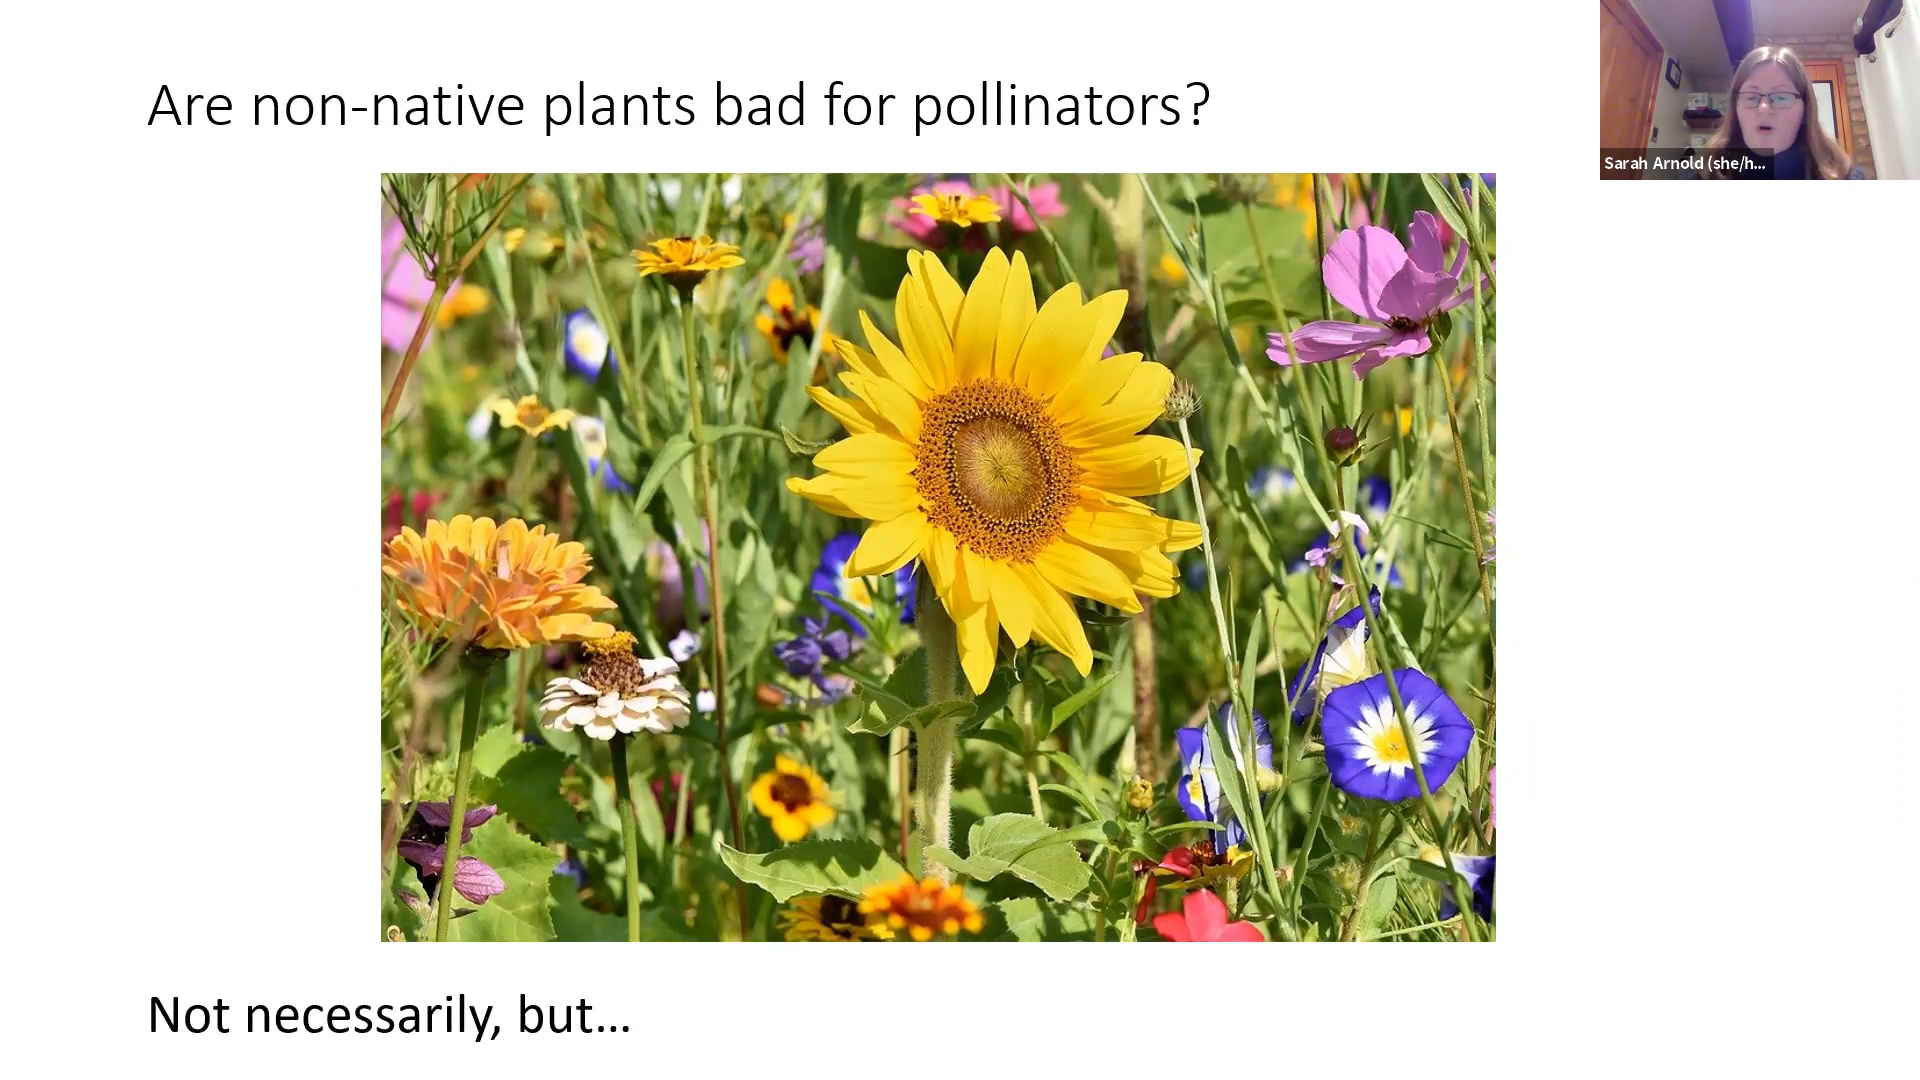 Are non-native plants bad for pollinators?
Sarah Arnold (she/h...
Not necessarily, but...